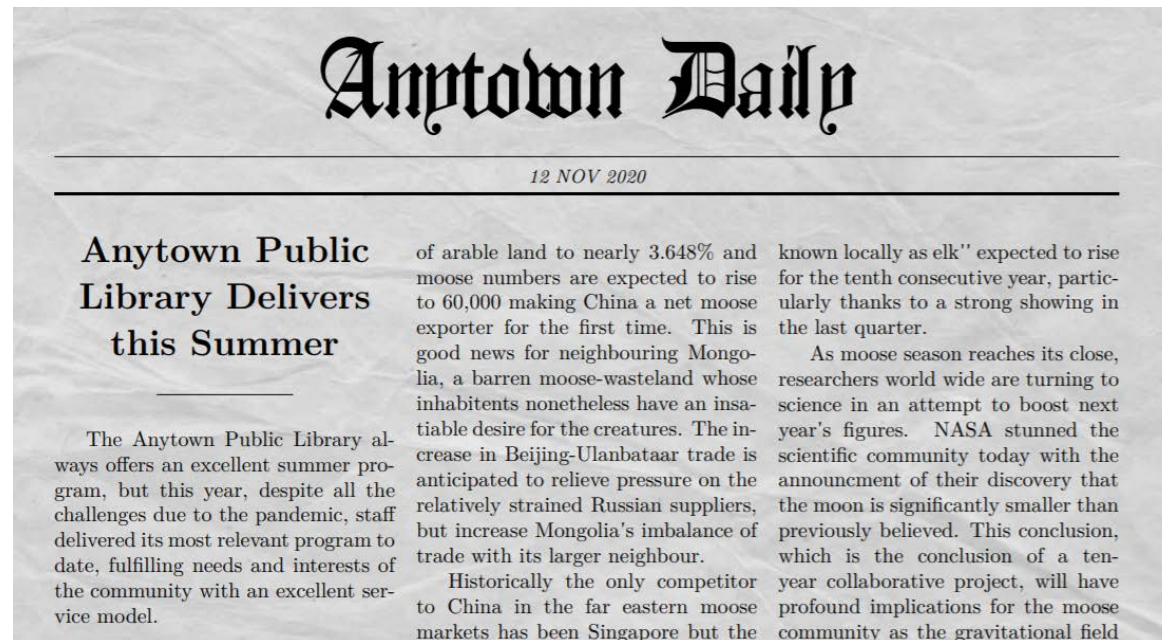 Anytown Daily
12 NOV 2020
Anytown Public
Library Delivers
this Summer
The Anytown Public Library al-
ways offers an excellent summer pro-
gram, but this year, despite all the
challenges due to the pandemic, staff
delivered its most relevant program to
date, fulfilling needs and interests of
the community with an excellent ser-
vice model.
of arable land to nearly 3.648% and
moose numbers are expected to rise
to 60,000 making China a net moose
exporter for the first time. This is
good news for neighbouring Mongo-
lia, a barren moose-wasteland whose
inhabitents nonetheless have an insa-
tiable desire for the creatures. The in-
crease in Beijing-Ulanbataar trade is
anticipated to relieve pressure on the
relatively strained Russian suppliers,
but increase Mongolia's imbalance of
trade with its larger neighbour.
Historically the only competitor
to China in the far eastern moose
markets has been Singapore but the
known locally as elk'' expected to rise
for the tenth consecutive year, partic-
ularly thanks to a strong showing in
the last quarter.
As moose season reaches its close,
researchers world wide are turning to
science in an attempt to boost next
year's figures. NASA stunned the
scientific community today with the
announcment of their discovery that
the moon is significantly smaller than
previously believed. This conclusion,
which is the conclusion of a ten-
year collaborative project, will have
profound implications for the moose
community as the gravitational field